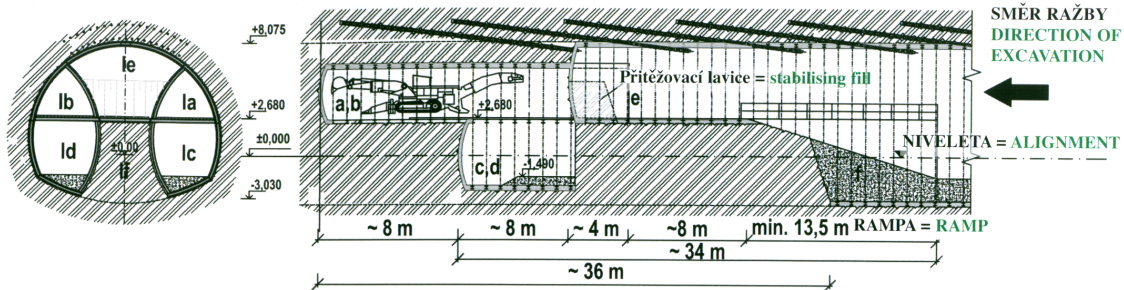 SMĚR RAŽBY
DIRECTION OF
EXCAVATION
+8,075
Ie
Ib
Ia
Přitěžovací lavice = stabilising fill
a,b
e
+2,680
+2,680
±0,000
±0,00
Id
Ic
If
NIVELETA = ALIGNMENT
c,d
-1,490
f
-3,030
~ 8 m
~ 8 m
~ 4 m
~8 m
min. 13,5 m
RAMPA = RAMP
~ 34 m
~ 36 m